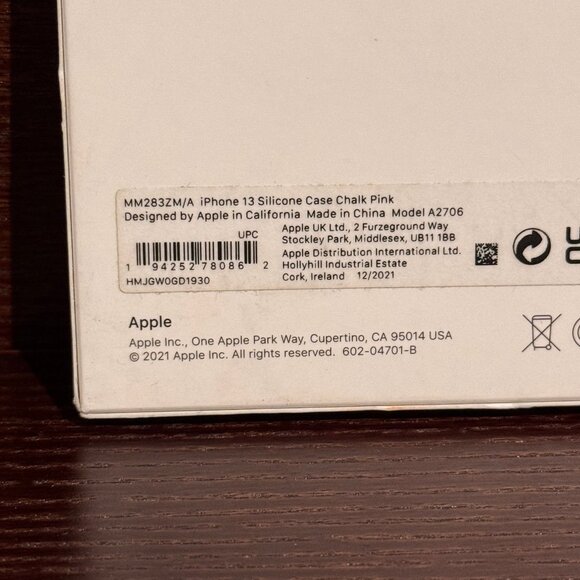 MM283ZM/A iPhone 13 Silicone Case Chalk Pink
Designed by Apple in California Made in China Model A2706
UPC
1 94252 78086 2
HMJGW0GD1930
Apple UK Ltd., 2 Furzeground Way
Stockley Park, Middlesex, UB11 1BB
Apple Distribution International Ltd.
Hollyhill Industrial Estate
Cork, Ireland 12/2021
Apple
Apple Inc., One Apple Park Way, Cupertino, CA 95014 USA
© 2021 Apple Inc. All rights reserved. 602-04701-B